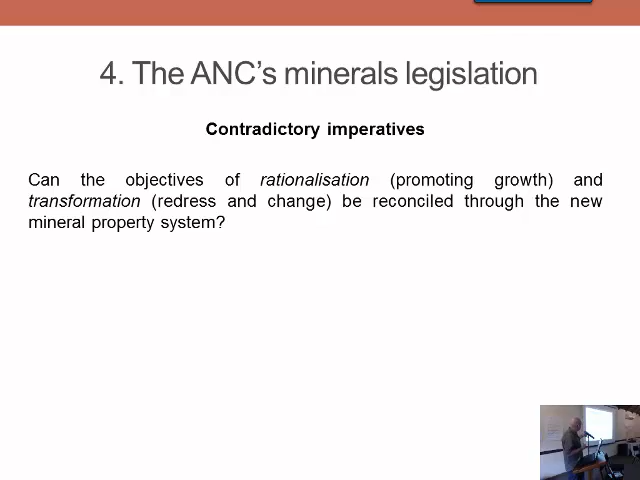 4. The ANC's minerals legislation
Contradictory imperatives
Can the objectives of rationalisation (promoting growth) and
transformation (redress and change) be reconciled through the new
mineral property system?